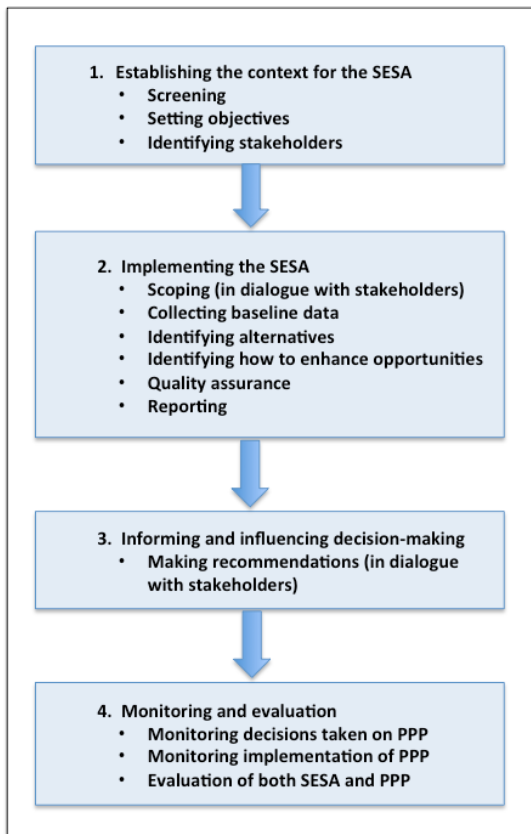 1. Establishing the context for the SESA
• Screening
• Setting objectives
• Identifying stakeholders
2. Implementing the SESA
• Scoping (in dialogue with stakeholders)
• Collecting baseline data
• Identifying alternatives
• Identifying how to enhance opportunities
• Quality assurance
• Reporting
3. Informing and influencing decision-making
• Making recommendations (in dialogue
with stakeholders)
4. Monitoring and evaluation
• Monitoring decisions taken on PPP
• Monitoring implementation of PPP
• Evaluation of both SESA and PPP